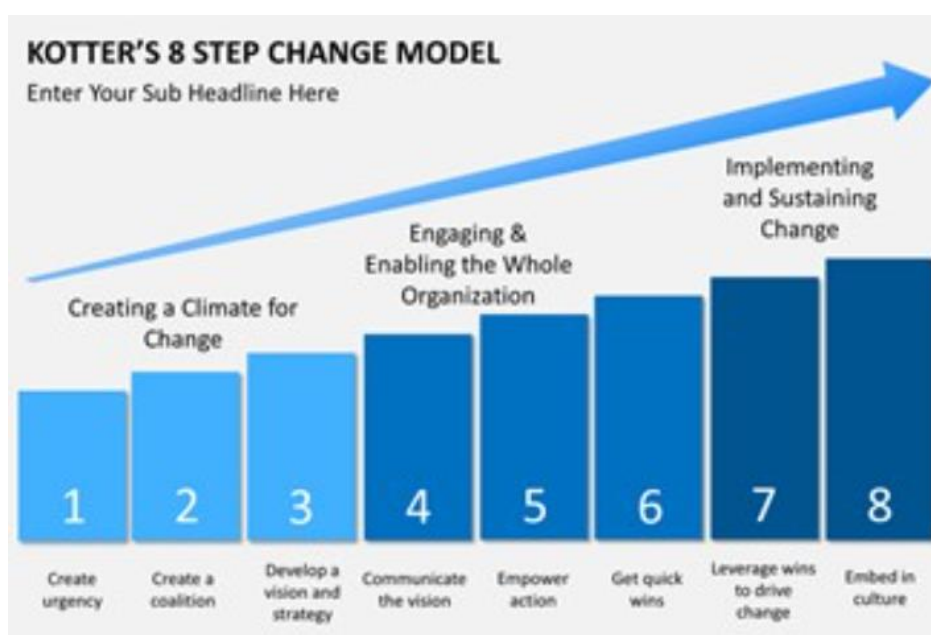 KOTTER'S 8 STEP CHANGE MODEL
Enter Your Sub Headline Here
Creating a Climate for
Change
Engaging &
Enabling the Whole
Organization
Implementing
and Sustaining
Change
1
2
3
4
5
6
7
8
Create
urgency
Create a
coalition
Develop a
vision and
strategy
Communicate
the vision
Empower
action
Get quick
wins
Leverage wins
to drive
change
Embed in
culture